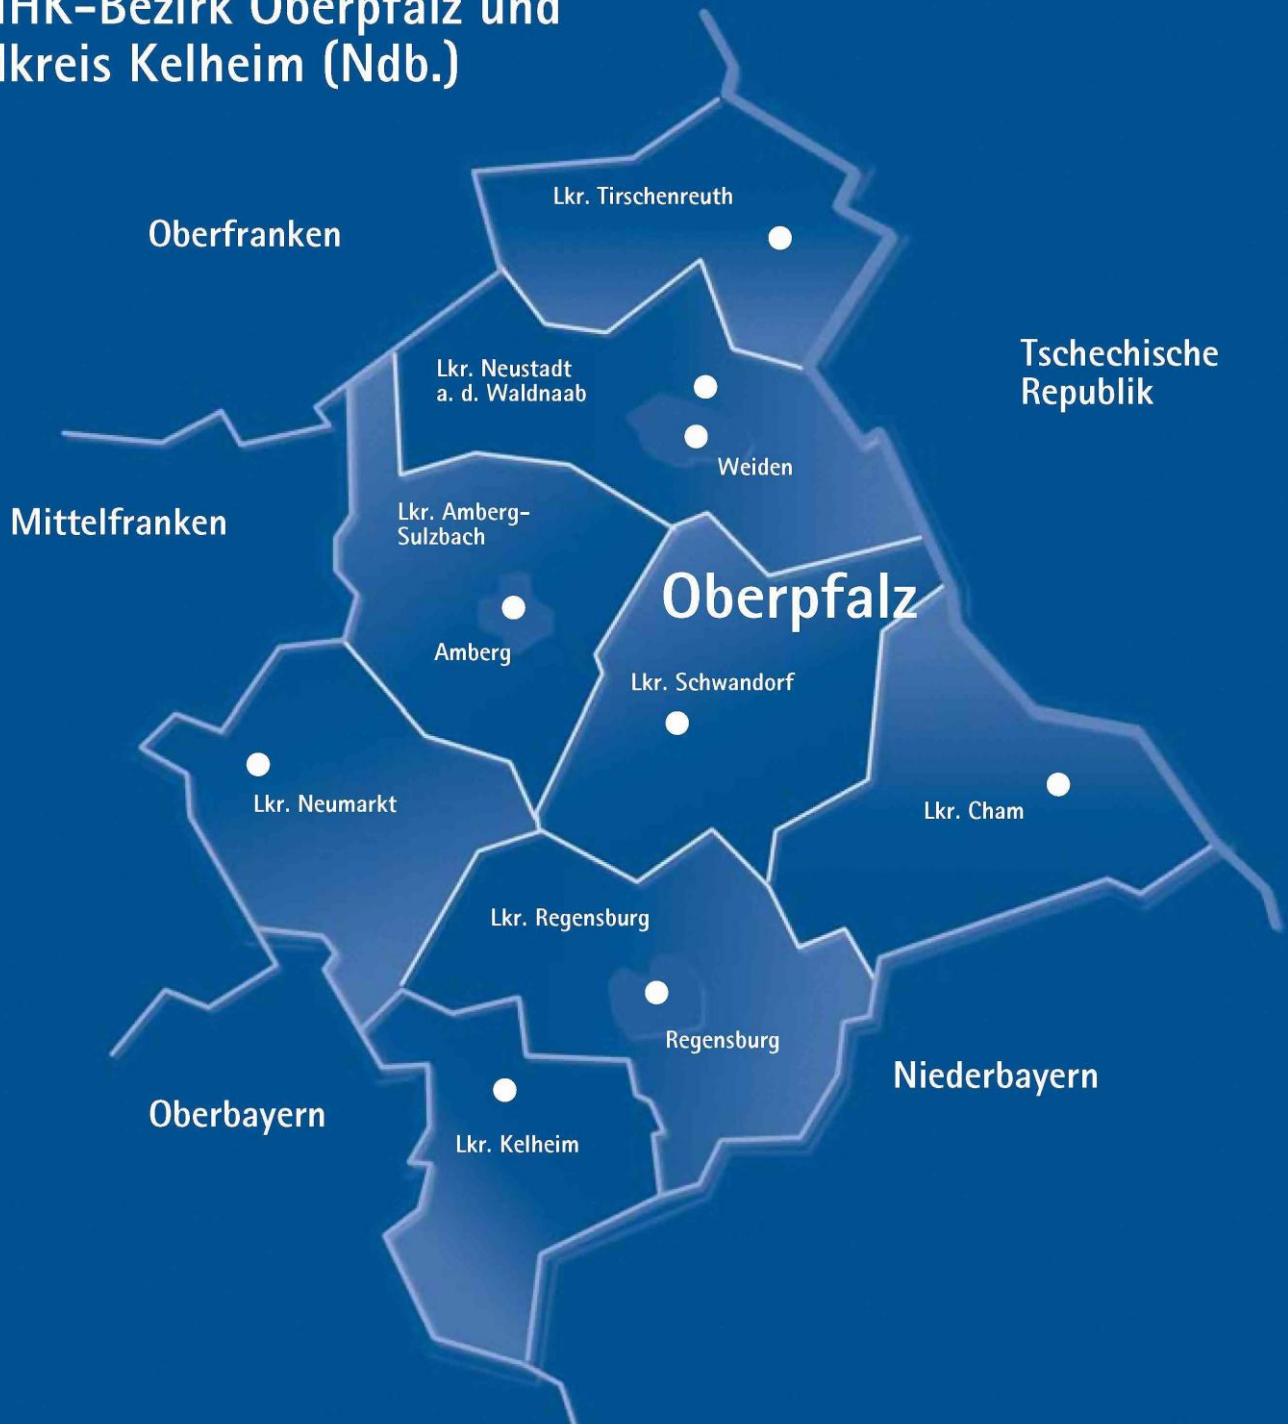 IHK-Bezirk Oberpfalz und
lkreis Kelheim (Ndb.)
Lkr. Tirschenreuth
Oberfranken
Tschechische
Republik
Lkr. Neustadt
a. d. Waldnaab
Weiden
Mittelfranken
Lkr. Amberg-
Sulzbach
Oberpfalz
Amberg
Lkr. Schwandorf
Lkr. Neumarkt
Lkr. Cham
Lkr. Regensburg
Regensburg
Niederbayern
Oberbayern
Lkr. Kelheim